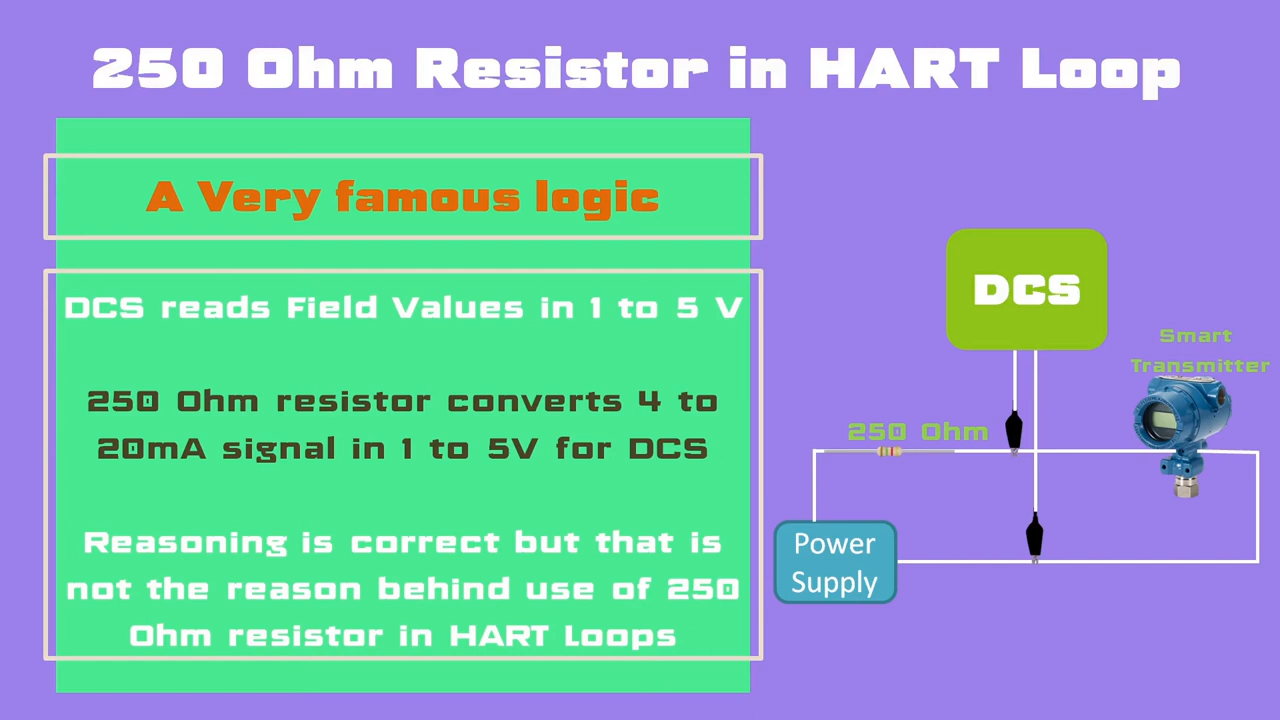 250 Ohm Resistor in HART Loop
A Very famous logic
DCS reads Field Values in 1 to 5 V
250 Ohm resistor converts 4 to
20mA signal in 1 to 5V for DCS
Reasoning is correct but that is
not the reason behind use of 250
Ohm resistor in HART Loops
DCS
Smart
Transmitter
250 Ohm
Power
Supply